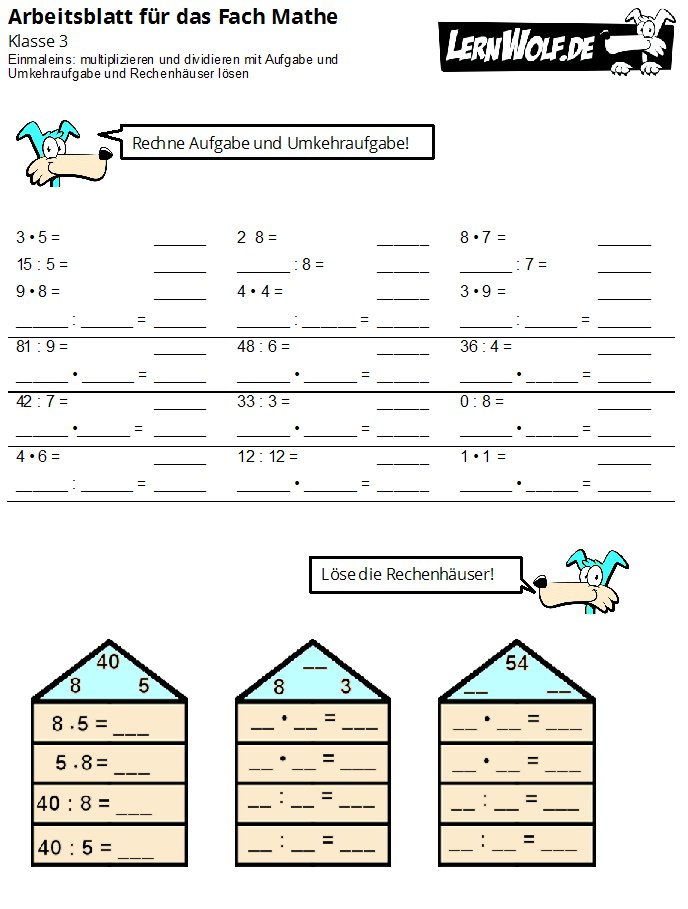 Arbeitsblatt für das Fach Mathe
Klasse 3
Einmaleins: multiplizieren und dividieren mit Aufgabe und
Umkehraufgabe und Rechenhäuser lösen
LERNWOLF.DE
Rechne Aufgabe und Umkehraufgabe!
3 • 5 = ______ 2 8 = ______ 8 • 7 = ______
15 : 5 = ______ ______ : 8 = ______ ______ : 7 = ______
9 • 8 = ______ 4 • 4 = ______ 3 • 9 = ______
______ : ______ = ______ ______ : ______ = ______ ______ : ______ = ______
81 : 9 = ______ 48 : 6 = ______ 36 : 4 = ______
______ • ______ = ______ ______ • ______ = ______ ______ • ______ = ______
42 : 7 = ______ 33 : 3 = ______ 0 : 8 = ______
______ • ______ = ______ ______ • ______ = ______ ______ • ______ = ______
4 • 6 = ______ 12 : 12 = ______ 1 • 1 = ______
______ : ______ = ______ ______ • ______ = ______ ______ • ______ = ______
Löse die Rechenhäuser!
40
8 5
8 . 5 = ___
5 . 8 = ___
40 : 8 = ___
40 : 5 = ___
__
8 3
__ • __ = ___
__ • __ = ___
__ : __ = ___
__ : __ = ___
54
__ __
__ • __ = ___
__ • __ = ___
__ : __ = ___
__ : __ = ___